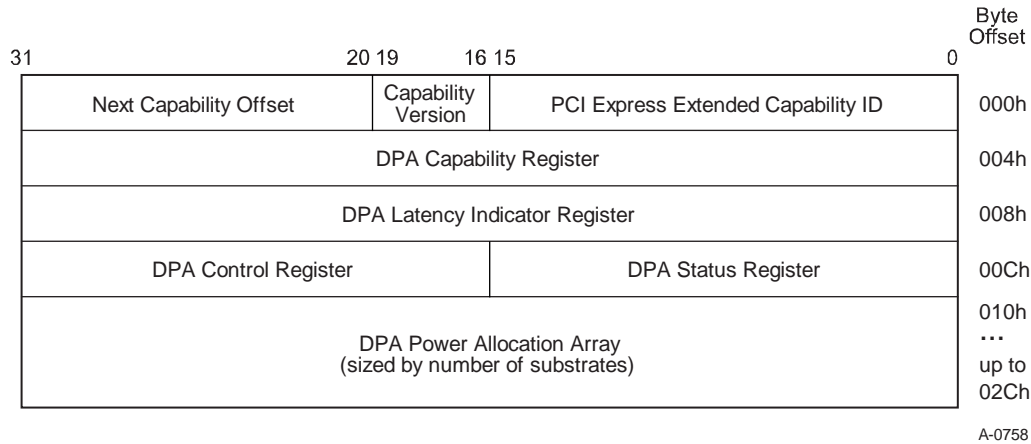 Byte
Offset
31 20 19 16 15 0
Next Capability Offset
Capability
Version
PCI Express Extended Capability ID
000h
DPA Capability Register
004h
DPA Latency Indicator Register
008h
DPA Control Register
DPA Status Register
00Ch
DPA Power Allocation Array
(sized by number of substrates)
010h
...
up to
02Ch
A-0758